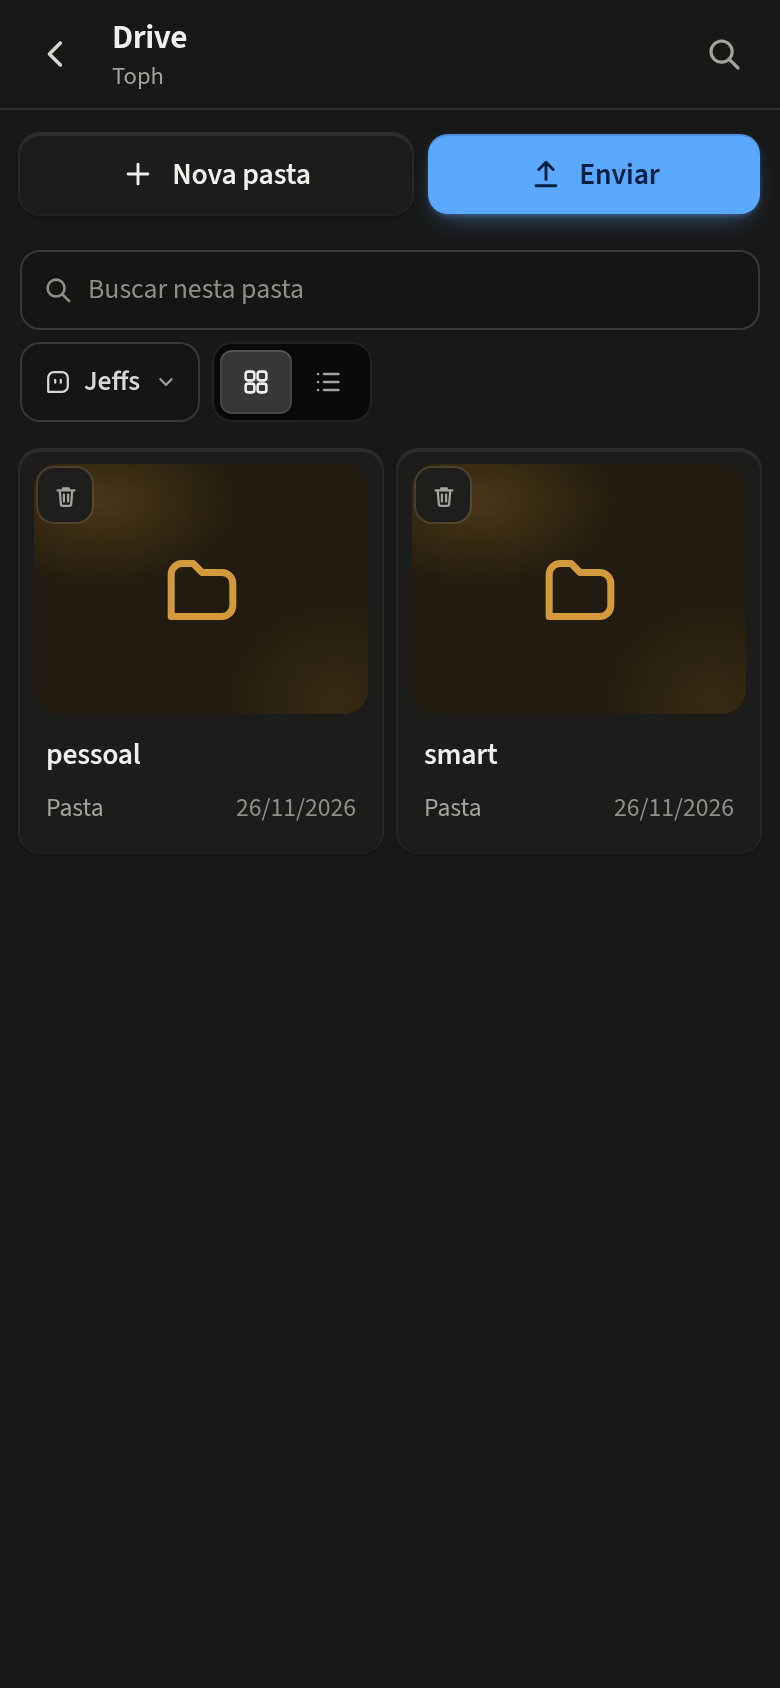 Drive
Toph
Nova pasta
Enviar
Buscar nesta pasta
Jeffs
pessoal
Pasta 26/11/2026
smart
Pasta 26/11/2026